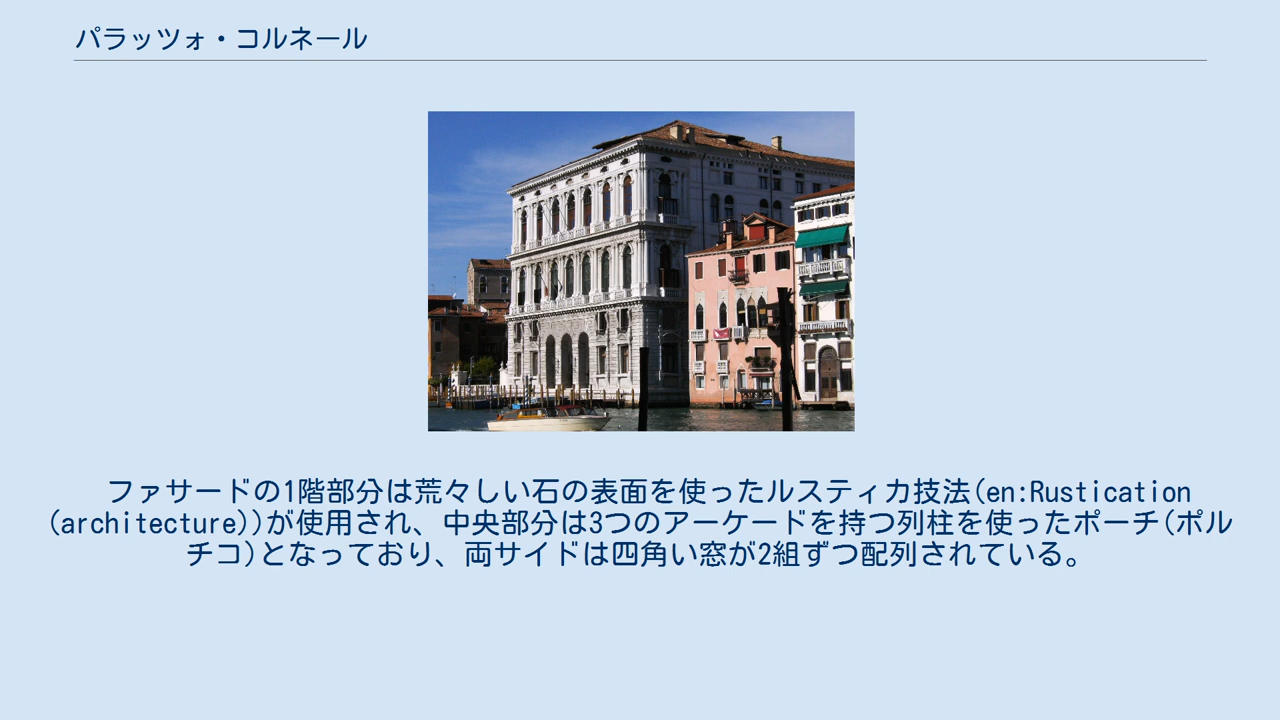 パラッツォ・コルネール
ファサードの1階部分は荒々しい石の表面を使ったルスティカ技法(en:Rustication
(architecture))が使用され、中央部分は3つのアーケードを持つ列柱を使ったポーチ(ポル
チコ)となっており、両サイドは四角い窓が2組ずつ配列されている。